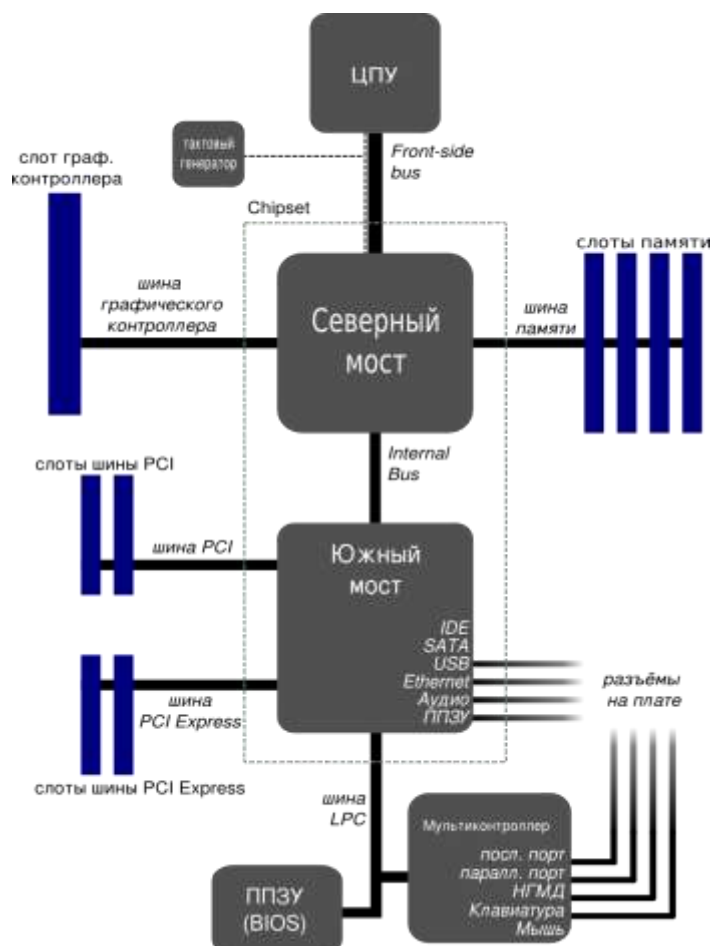 ЦПУ
тактовый
генератор
Front-side
bus
слот граф.
контроллера
Chipset
слоты памяти
шина
графического
контроллера
Северный
мост
шина
памяти
Internal
Bus
слоты шины PCI
шина PCI
Южный
мост
IDE
SATA
USB
Ethernet
Аудио
ППЗУ
разъёмы
на плате
шина
PCI Express
слоты шины PCI Express
шина
LPC
Мультиконтроллер
посл. порт
паралл. порт
НГМД
Клавиатура
Мышь
ППЗУ
(BIOS)